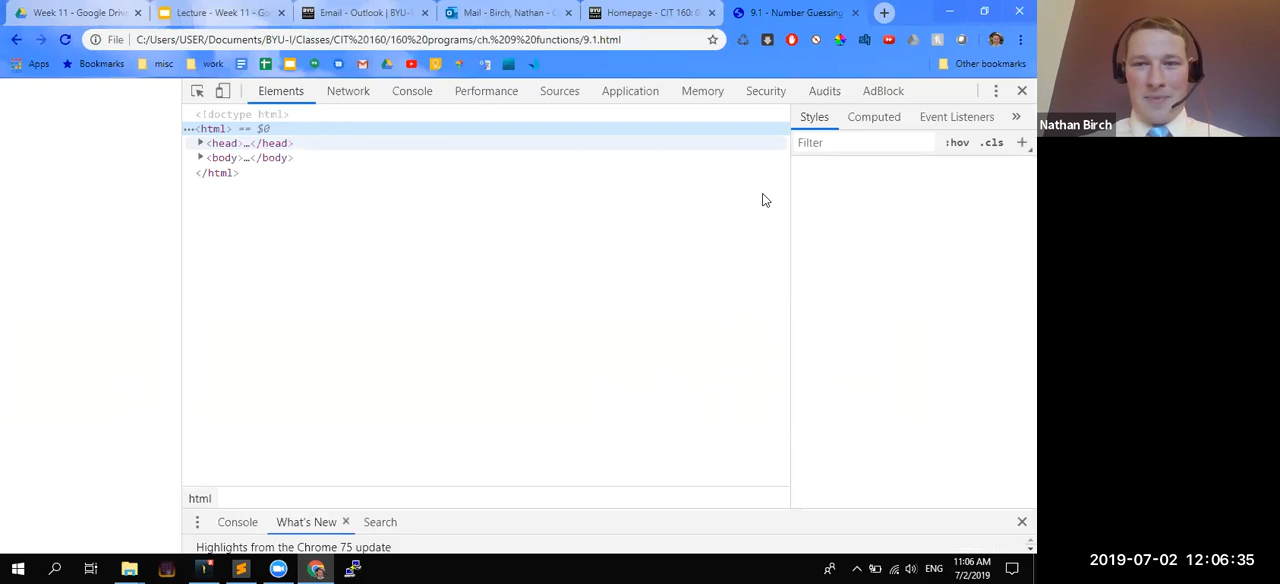 Week 11 - Google Driv
Lecture - Week 11 - Go
Email - Outlook | BYU-
Mail - Birch, Nathan - C
Homepage - CIT 160: 0
9.1 - Number Guessing
File
C:/Users/USER/Documents/BYU-I/Classes/CIT%20160/160%20programs/ch.%209%20functions/9.1.html
Apps
Bookmarks
misc
work
Other bookmarks
Elements
Network
Console
Performance
Sources
Application
Memory
Security
Audits
AdBlock
<!doctype html>
<html> == $0
<head>…</head>
<body>…</body>
</html>
Styles
Computed
Event Listeners
Filter
:hov
.cls
Nathan Birch
html
Console
What's New
Search
Highlights from the Chrome 75 update
ENG
11:06 AM
7/2/2019
2019-07-02 12:06:35